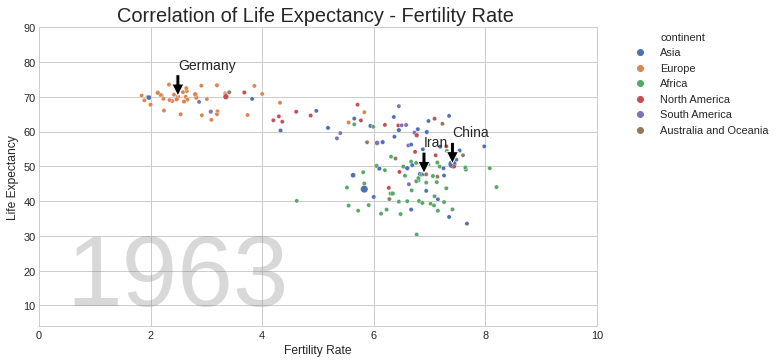 Correlation of Life Expectancy - Fertility Rate
90
80
70
60
50
40
30
20
10
Life Expectancy
Germany
Iran
China
1963
0
2
4
6
8
10
Fertility Rate
continent
Asia
Europe
Africa
North America
South America
Australia and Oceania